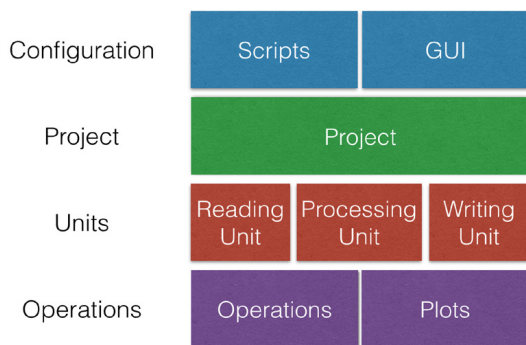 Configuration
Scripts
GUI
Project
Project
Units
Reading
Unit
Processing
Unit
Writing
Unit
Operations
Operations
Plots